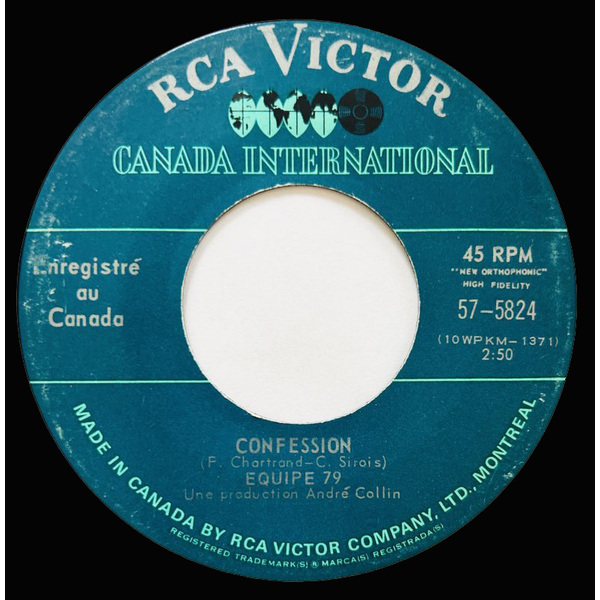 RCA VICTOR
CANADA INTERNATIONAL
Enregistré
au
Canada
45 RPM
"NEW ORTHOPHONIC"
HIGH FIDELITY
57-5824
(10WPKM-1371)
2:50
CONFESSION
(F. Chartrand-C. Sirois)
EQUIPE 79
Une production André Collin
MADE IN CANADA BY RCA VICTOR COMPANY, LTD., MONTREAL,
REGISTERED TRADEMARK(S) ® MARCA(S) REGISTRADA(S)